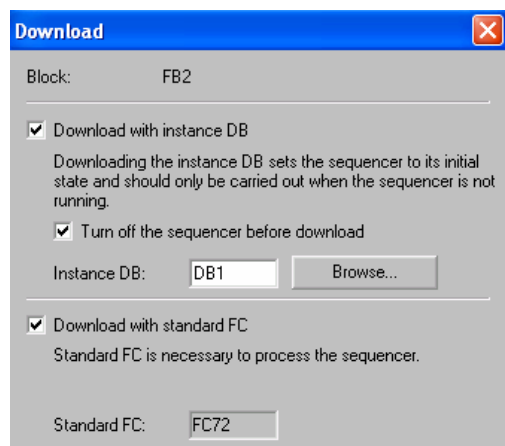 Download
Block: FB2
Download with instance DB
Downloading the instance DB sets the sequencer to its initial
state and should only be carried out when the sequencer is not
running.
Turn off the sequencer before download
Instance DB: DB1 Browse...
Download with standard FC
Standard FC is necessary to process the sequencer.
Standard FC: FC72